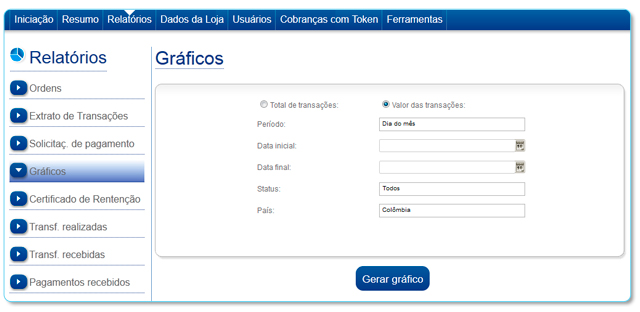 Iniciação Resumo Relatórios Dados da Loja Usuários Cobranças com Token Ferramentas
Relatórios
Ordens
Extrato de Transações
Solicitaç. de pagamento
Gráficos
Certificado de Rentenção
Transf. realizadas
Transf. recebidas
Pagamentos recebidos
Gráficos
Total de transações: Valor das transações:
Período: Dia do mês
Data inicial:
Data final:
Status: Todos
País: Colômbia
Gerar gráfico